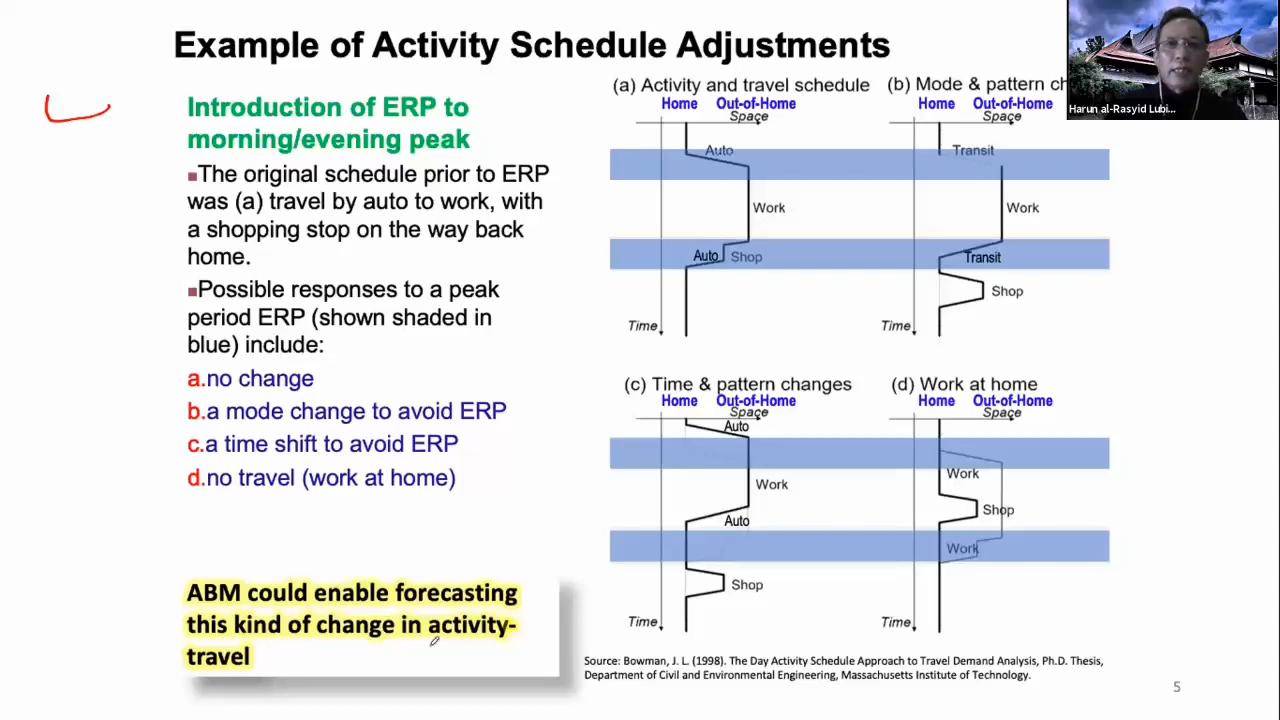 Example of Activity Schedule Adjustments
Introduction of ERP to
morning/evening peak
▪The original schedule prior to ERP
was (a) travel by auto to work, with
a shopping stop on the way back
home.
▪Possible responses to a peak
period ERP (shown shaded in
blue) include:
a.no change
b.a mode change to avoid ERP
c.a time shift to avoid ERP
d.no travel (work at home)
ABM could enable forecasting
this kind of change in activity-
travel
(a) Activity and travel schedule
Home Out-of-Home
Space
Auto
Work
Auto Shop
Time
(b) Mode & pattern ch
Home Out-of-Home
Space
Transit
Work
Transit
Shop
Time
(c) Time & pattern changes
Home Out-of-Home
Space
Auto
Work
Auto
Shop
Time
(d) Work at home
Home Out-of-Home
Space
Work
Shop
Work
Time
Source: Bowman, J. L. (1998). The Day Activity Schedule Approach to Travel Demand Analysis, Ph.D. Thesis,
Department of Civil and Environmental Engineering, Massachusetts Institute of Technology.
5
Harun al-Rasyid Lubi...